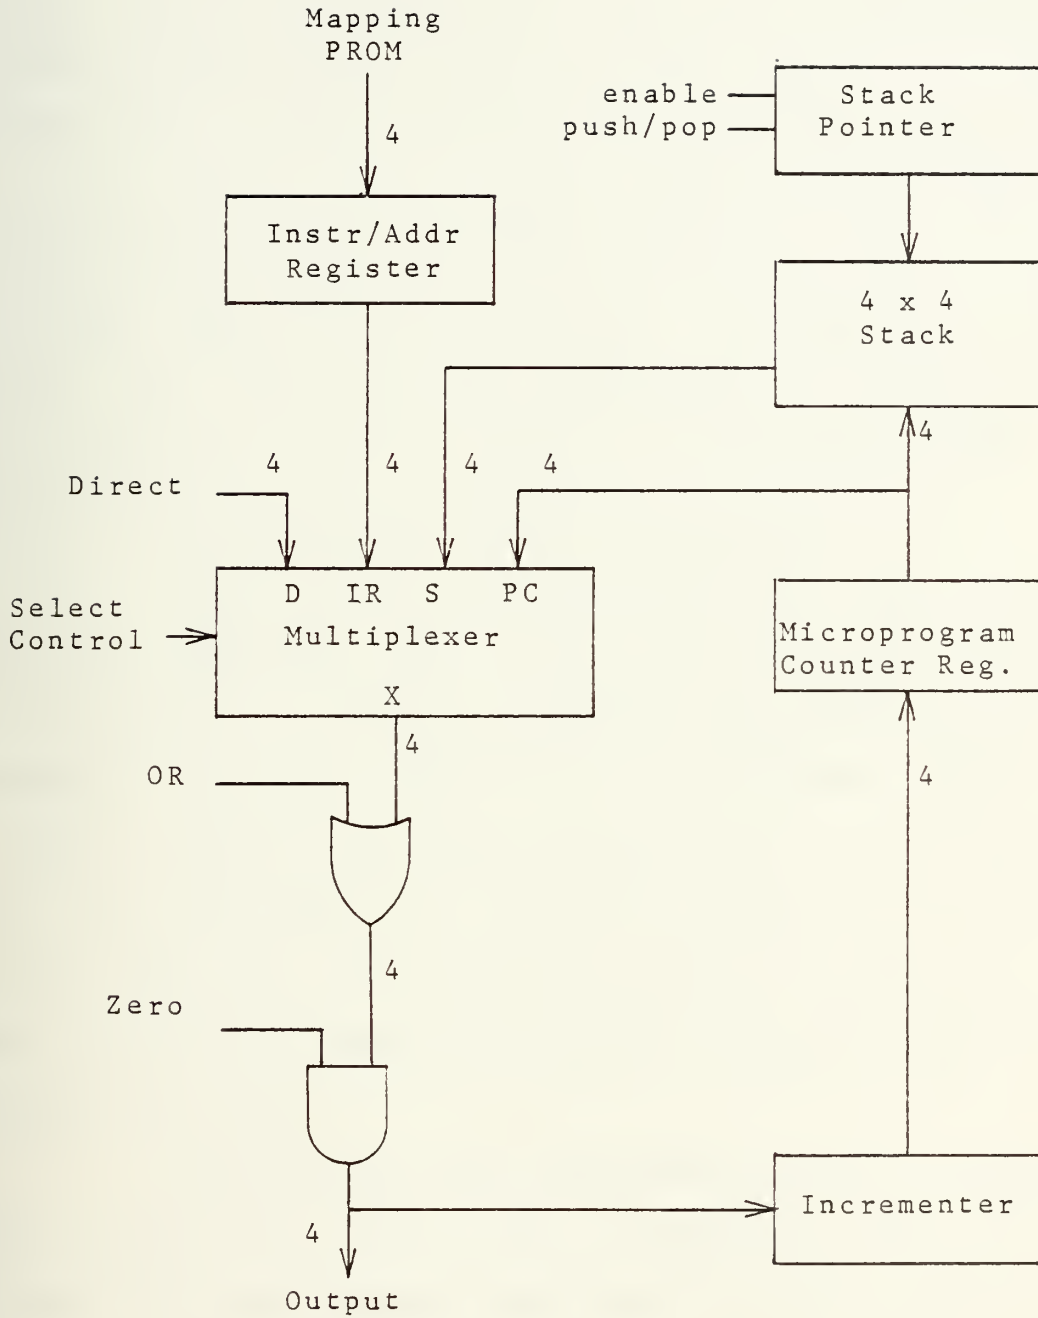 Mapping
PROM
4
enable
push/pop
Stack
Pointer
Instr/Addr
Register
4 x 4
Stack
4
4
4
4
4
Direct
D IR S PC
Select
Control
Multiplexer
X
Microprogram
Counter Reg.
4
OR
4
4
Zero
Incrementer
4
Output